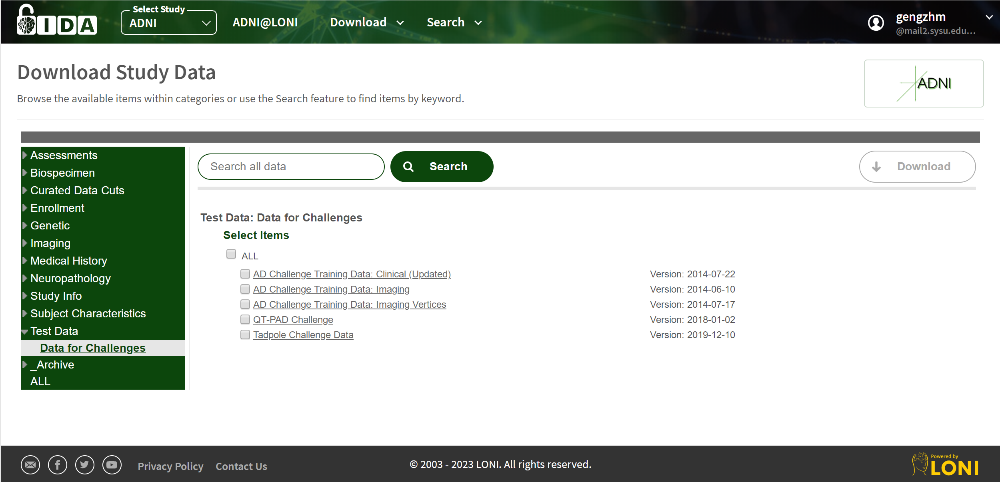 Select Study
IDA
ADNI
ADNI@LONI
Download
Search
gengzhm
@mail2.sysu.edu...
Download Study Data
Browse the available items within categories or use the Search feature to find items by keyword.
ADNI
Assessments
Biospecimen
Curated Data Cuts
Enrollment
Genetic
Imaging
Medical History
Neuropathology
Study Info
Subject Characteristics
Test Data
Data for Challenges
_Archive
ALL
Search all data
Search
Download
Test Data: Data for Challenges
Select Items
ALL
AD Challenge Training Data: Clinical (Updated) Version: 2014-07-22
AD Challenge Training Data: Imaging Version: 2014-06-10
AD Challenge Training Data: Imaging Vertices Version: 2014-07-17
QT-PAD Challenge Version: 2018-01-02
Tadpole Challenge Data Version: 2019-12-10
Privacy Policy
Contact Us
© 2003 - 2023 LONI. All rights reserved.
Powered by
LONI